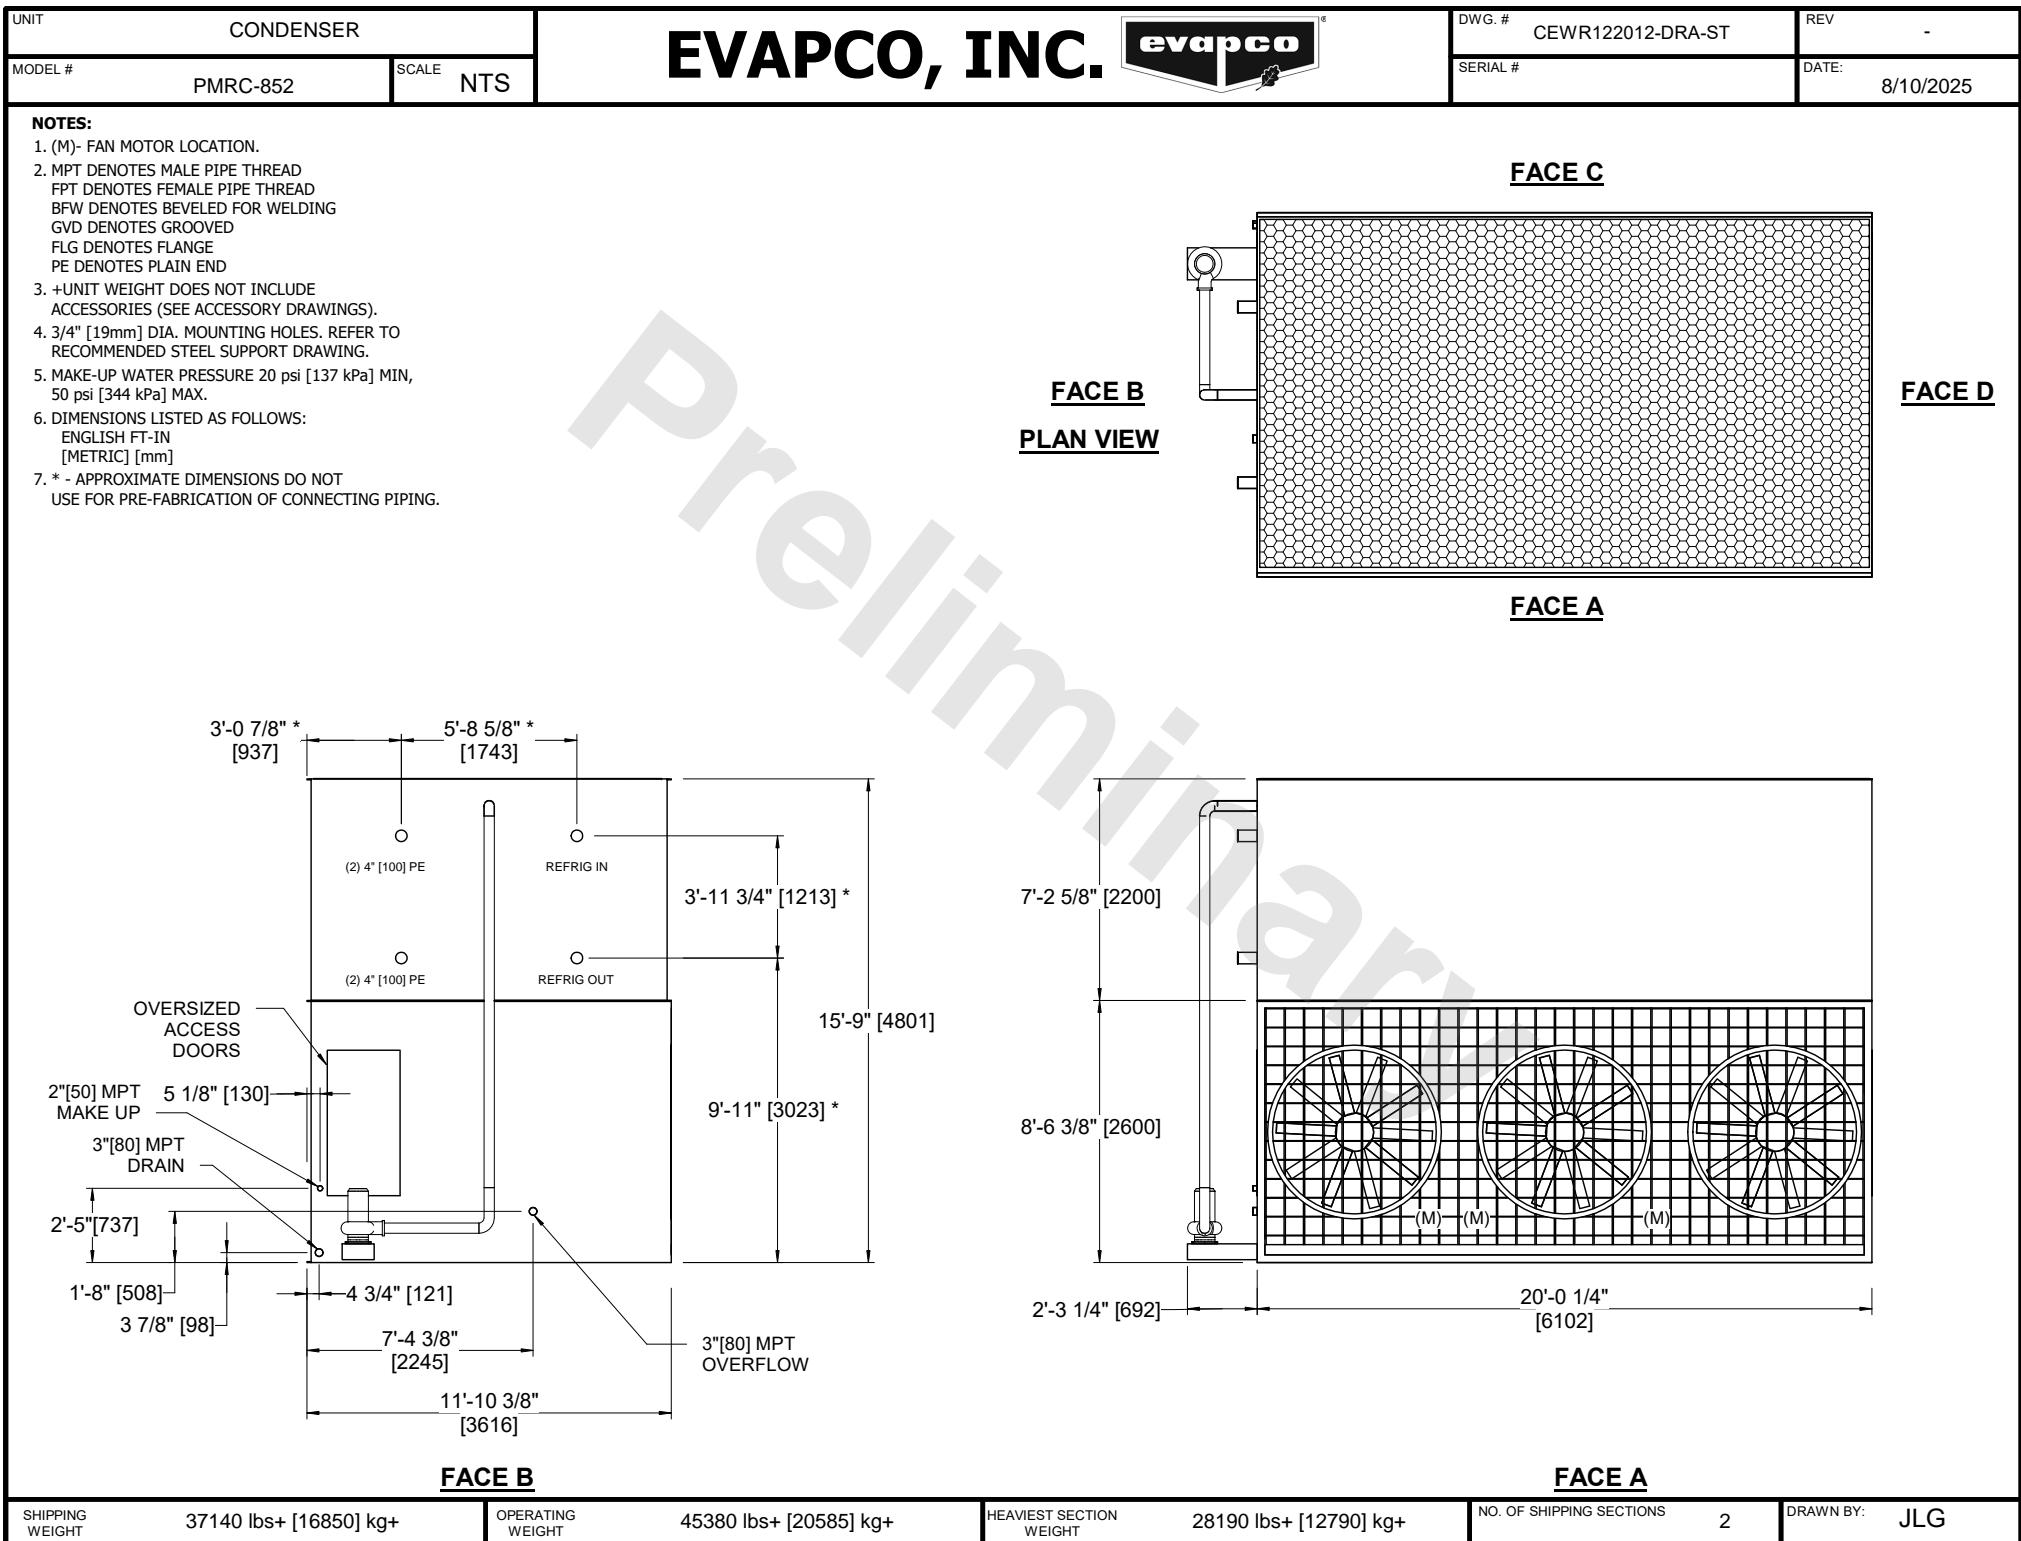 UNIT
CONDENSER
MODEL #
PMRC-852
SCALE
NTS
EVAPCO, INC.
evapco
®
DWG. #
CEWR122012-DRA-ST
REV
-
SERIAL #
DATE:
8/10/2025
NOTES:
1. (M)- FAN MOTOR LOCATION.
2. MPT DENOTES MALE PIPE THREAD
FPT DENOTES FEMALE PIPE THREAD
BFW DENOTES BEVELED FOR WELDING
GVD DENOTES GROOVED
FLG DENOTES FLANGE
PE DENOTES PLAIN END
3. +UNIT WEIGHT DOES NOT INCLUDE
ACCESSORIES (SEE ACCESSORY DRAWINGS).
4. 3/4" [19mm] DIA. MOUNTING HOLES. REFER TO
RECOMMENDED STEEL SUPPORT DRAWING.
5. MAKE-UP WATER PRESSURE 20 psi [137 kPa] MIN,
50 psi [344 kPa] MAX.
6. DIMENSIONS LISTED AS FOLLOWS:
ENGLISH FT-IN
[METRIC] [mm]
7. * - APPROXIMATE DIMENSIONS DO NOT
USE FOR PRE-FABRICATION OF CONNECTING PIPING.
FACE C
FACE B
PLAN VIEW
FACE D
FACE A
Preliminary
3'-0 7/8" *
[937]
5'-8 5/8" *
[1743]
(2) 4" [100] PE
REFRIG IN
3'-11 3/4" [1213] *
(2) 4" [100] PE
REFRIG OUT
OVERSIZED
ACCESS
DOORS
15'-9" [4801]
2"[50] MPT
MAKE UP
5 1/8" [130]
9'-11" [3023] *
3"[80] MPT
DRAIN
2'-5"[737]
1'-8" [508]
4 3/4" [121]
3 7/8" [98]
7'-4 3/8"
[2245]
3"[80] MPT
OVERFLOW
11'-10 3/8"
[3616]
FACE B
7'-2 5/8" [2200]
8'-6 3/8" [2600]
(M)
(M)
(M)
2'-3 1/4" [692]
20'-0 1/4"
[6102]
FACE A
SHIPPING
WEIGHT
37140 lbs+ [16850] kg+
OPERATING
WEIGHT
45380 lbs+ [20585] kg+
HEAVIEST SECTION
WEIGHT
28190 lbs+ [12790] kg+
NO. OF SHIPPING SECTIONS
2
DRAWN BY:
JLG